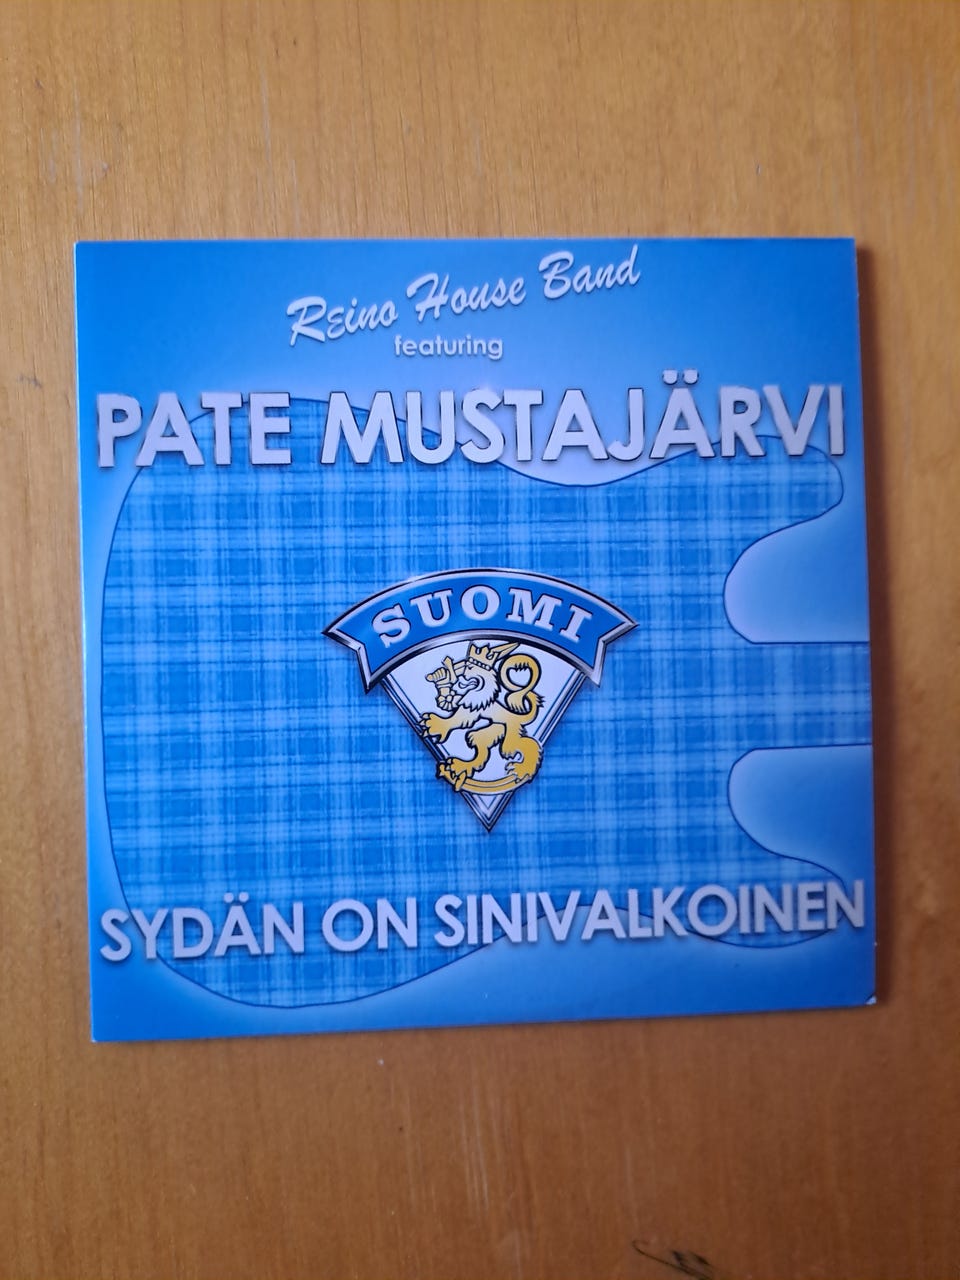 Reino House Band
featuring
PATE MUSTAJÄRVI
SUOMI
SYDÄN ON SINIVALKOINEN